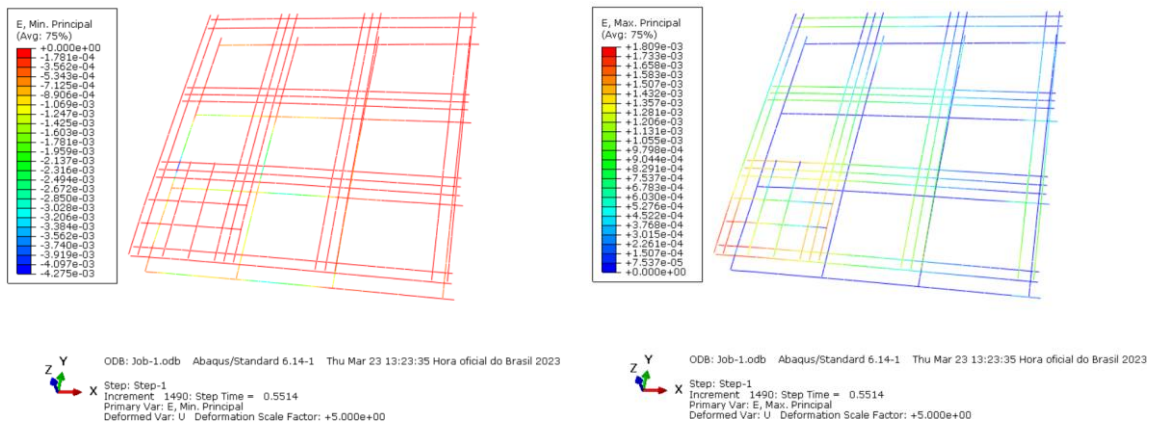 E, Min. Principal
(Avg: 75%)
+0.000e+00
-1.781e-04
-3.562e-04
-5.343e-04
-7.125e-04
-8.906e-04
-1.069e-03
-1.247e-03
-1.425e-03
-1.603e-03
-1.781e-03
-1.959e-03
-2.137e-03
-2.316e-03
-2.494e-03
-2.672e-03
-2.850e-03
-3.028e-03
-3.206e-03
-3.384e-03
-3.562e-03
-3.740e-03
-3.919e-03
-4.097e-03
-4.275e-03
Y
Z
X
ODB: Job-1.odb Abaqus/Standard 6.14-1 Thu Mar 23 13:23:35 Hora oficial do Brasil 2023
Step: Step-1
Increment 1490: Step Time = 0.5514
Primary Var: E, Min. Principal
Deformed Var: U Deformation Scale Factor: +5.000e+00
E, Max. Principal
(Avg: 75%)
+1.809e-03
+1.733e-03
+1.658e-03
+1.583e-03
+1.507e-03
+1.432e-03
+1.357e-03
+1.281e-03
+1.206e-03
+1.131e-03
+1.055e-03
+9.798e-04
+9.044e-04
+8.291e-04
+7.537e-04
+6.783e-04
+6.030e-04
+5.276e-04
+4.522e-04
+3.768e-04
+3.015e-04
+2.261e-04
+1.507e-04
+7.537e-05
+0.000e+00
Y
Z
X
ODB: Job-1.odb Abaqus/Standard 6.14-1 Thu Mar 23 13:23:35 Hora oficial do Brasil 2023
Step: Step-1
Increment 1490: Step Time = 0.5514
Primary Var: E, Max. Principal
Deformed Var: U Deformation Scale Factor: +5.000e+00